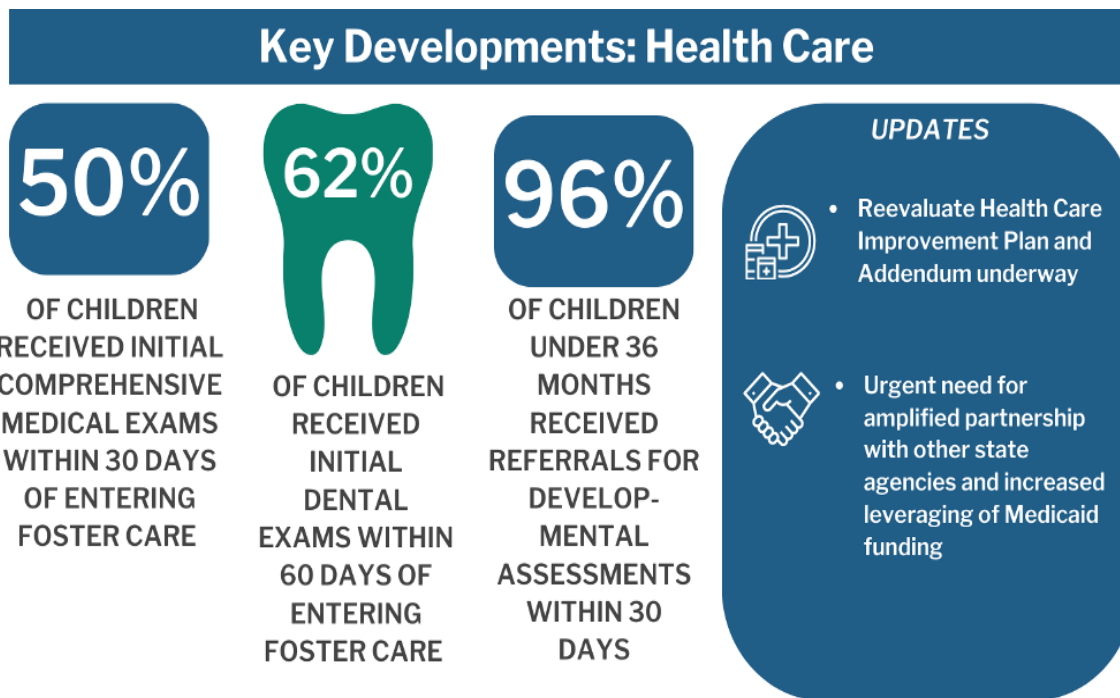 Key Developments: Health Care
50%
OF CHILDREN
RECEIVED INITIAL
COMPREHENSIVE
MEDICAL EXAMS
WITHIN 30 DAYS
OF ENTERING
FOSTER CARE
62%
OF CHILDREN
RECEIVED
INITIAL
DENTAL
EXAMS WITHIN
60 DAYS OF
ENTERING
FOSTER CARE
96%
OF CHILDREN
UNDER 36
MONTHS
RECEIVED
REFERRALS FOR
DEVELOP-
MENTAL
ASSESSMENTS
WITHIN 30
DAYS
UPDATES
• Reevaluate Health Care
Improvement Plan and
Addendum underway
• Urgent need for
amplified partnership
with other state
agencies and increased
leveraging of Medicaid
funding